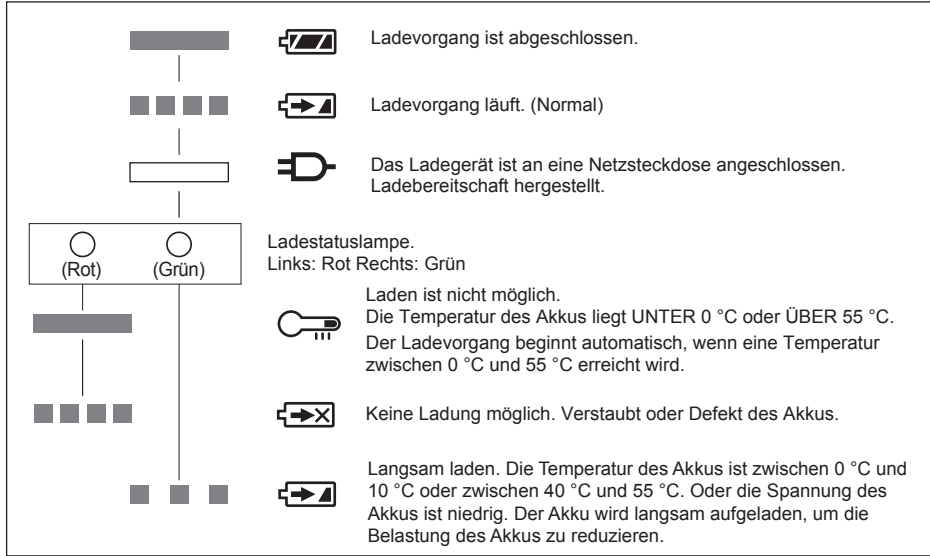 Ladevorgang ist abgeschlossen.
Ladevorgang läuft. (Normal)
Das Ladegerät ist an eine Netzsteckdose angeschlossen.
Ladebereitschaft hergestellt.
(Rot) (Grün)
Ladestatuslampe.
Links: Rot Rechts: Grün
Laden ist nicht möglich.
Die Temperatur des Akkus liegt UNTER 0 °C oder ÜBER 55 °C.
Der Ladevorgang beginnt automatisch, wenn eine Temperatur
zwischen 0 °C und 55 °C erreicht wird.
Keine Ladung möglich. Verstaubt oder Defekt des Akkus.
Langsam laden. Die Temperatur des Akkus ist zwischen 0 °C und
10 °C oder zwischen 40 °C und 55 °C. Oder die Spannung des
Akkus ist niedrig. Der Akku wird langsam aufgeladen, um die
Belastung des Akkus zu reduzieren.